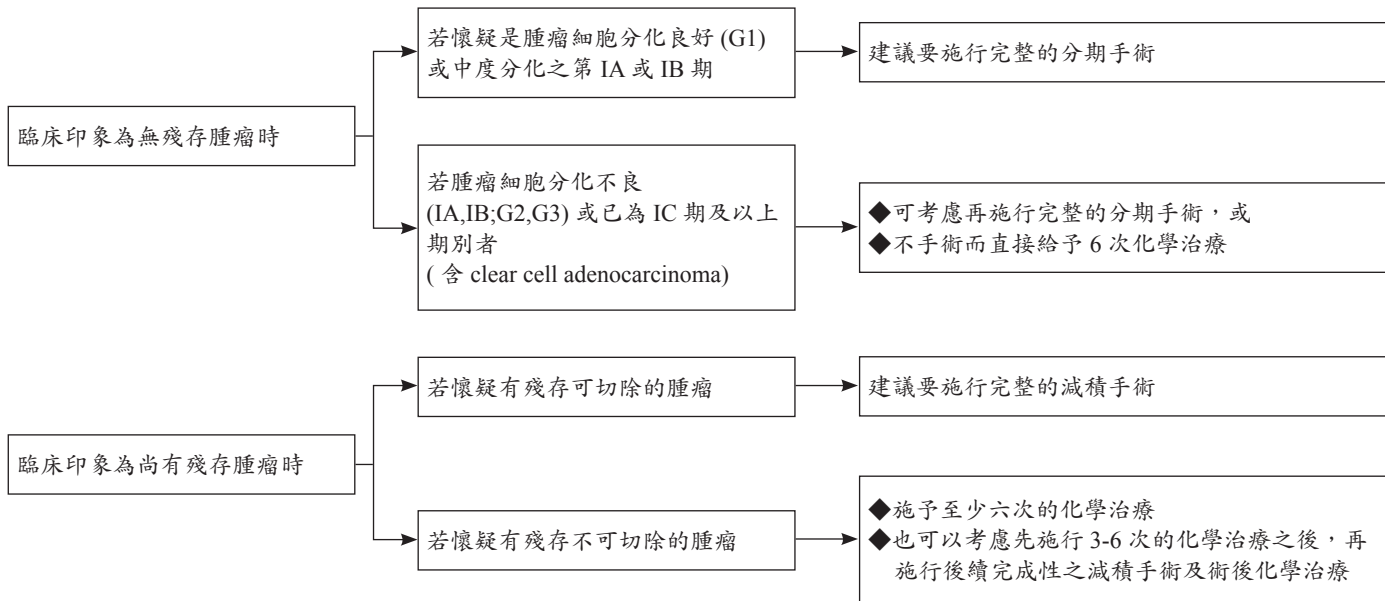 若懷疑是腫瘤細胞分化良好 (G1)
或中度分化之第 IA 或 IB 期
建議要施行完整的分期手術
臨床印象為無殘存腫瘤時
若腫瘤細胞分化不良
(IA,IB;G2,G3) 或已為 IC 期及以上
期別者
( 含 clear cell adenocarcinoma)
◆可考慮再施行完整的分期手術，或
◆不手術而直接給予 6 次化學治療
若懷疑有殘存可切除的腫瘤
建議要施行完整的減積手術
臨床印象為尚有殘存腫瘤時
若懷疑有殘存不可切除的腫瘤
◆施予至少六次的化學治療
◆也可以考慮先施行 3-6 次的化學治療之後，再
施行後續完成性之減積手術及術後化學治療